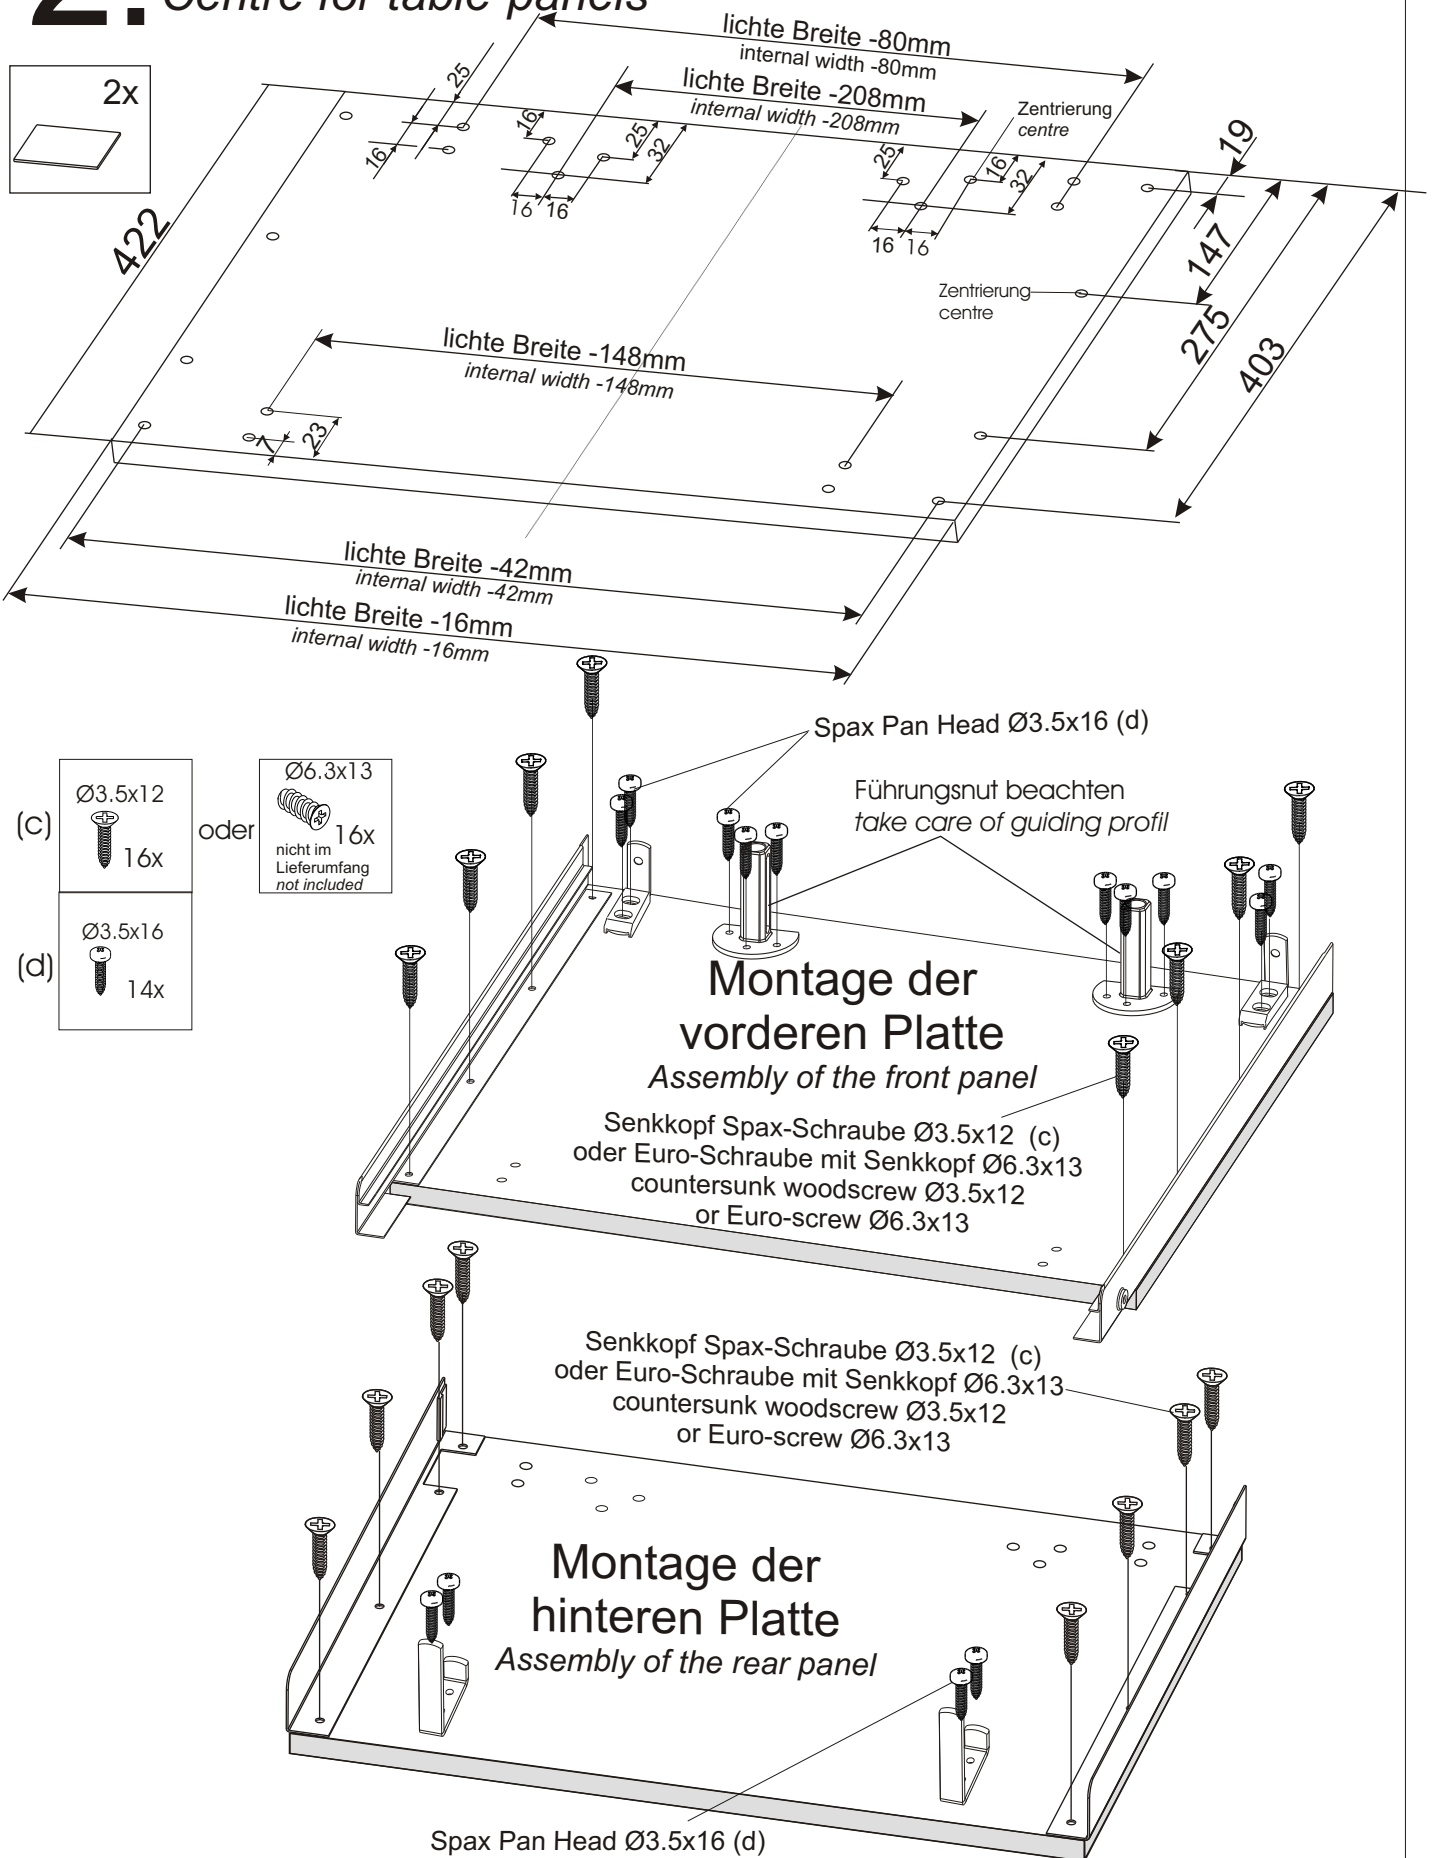 2. Centre for table panels
2x
lichte Breite -80mm
internal width -80mm
lichte Breite -208mm
internal width -208mm
Zentrierung
centre
25
16
16
25
32
16 16
25
16
32
16 16
19
147
275
403
422
Zentrierung
centre
lichte Breite -148mm
internal width -148mm
7
23
lichte Breite -42mm
internal width -42mm
lichte Breite -16mm
internal width -16mm
Spax Pan Head Ø3.5x16 (d)
(c)
Ø3.5x12
16x
oder
Ø6.3x13
16x
nicht im
Lieferumfang
not included
(d)
Ø3.5x16
14x
Führungsnut beachten
take care of guiding profil
Montage der
vorderen Platte
Assembly of the front panel
Senkkopf Spax-Schraube Ø3.5x12 (c)
oder Euro-Schraube mit Senkkopf Ø6.3x13
countersunk woodscrew Ø3.5x12
or Euro-screw Ø6.3x13
Senkkopf Spax-Schraube Ø3.5x12 (c)
oder Euro-Schraube mit Senkkopf Ø6.3x13
countersunk woodscrew Ø3.5x12
or Euro-screw Ø6.3x13
Montage der
hinteren Platte
Assembly of the rear panel
Spax Pan Head Ø3.5x16 (d)